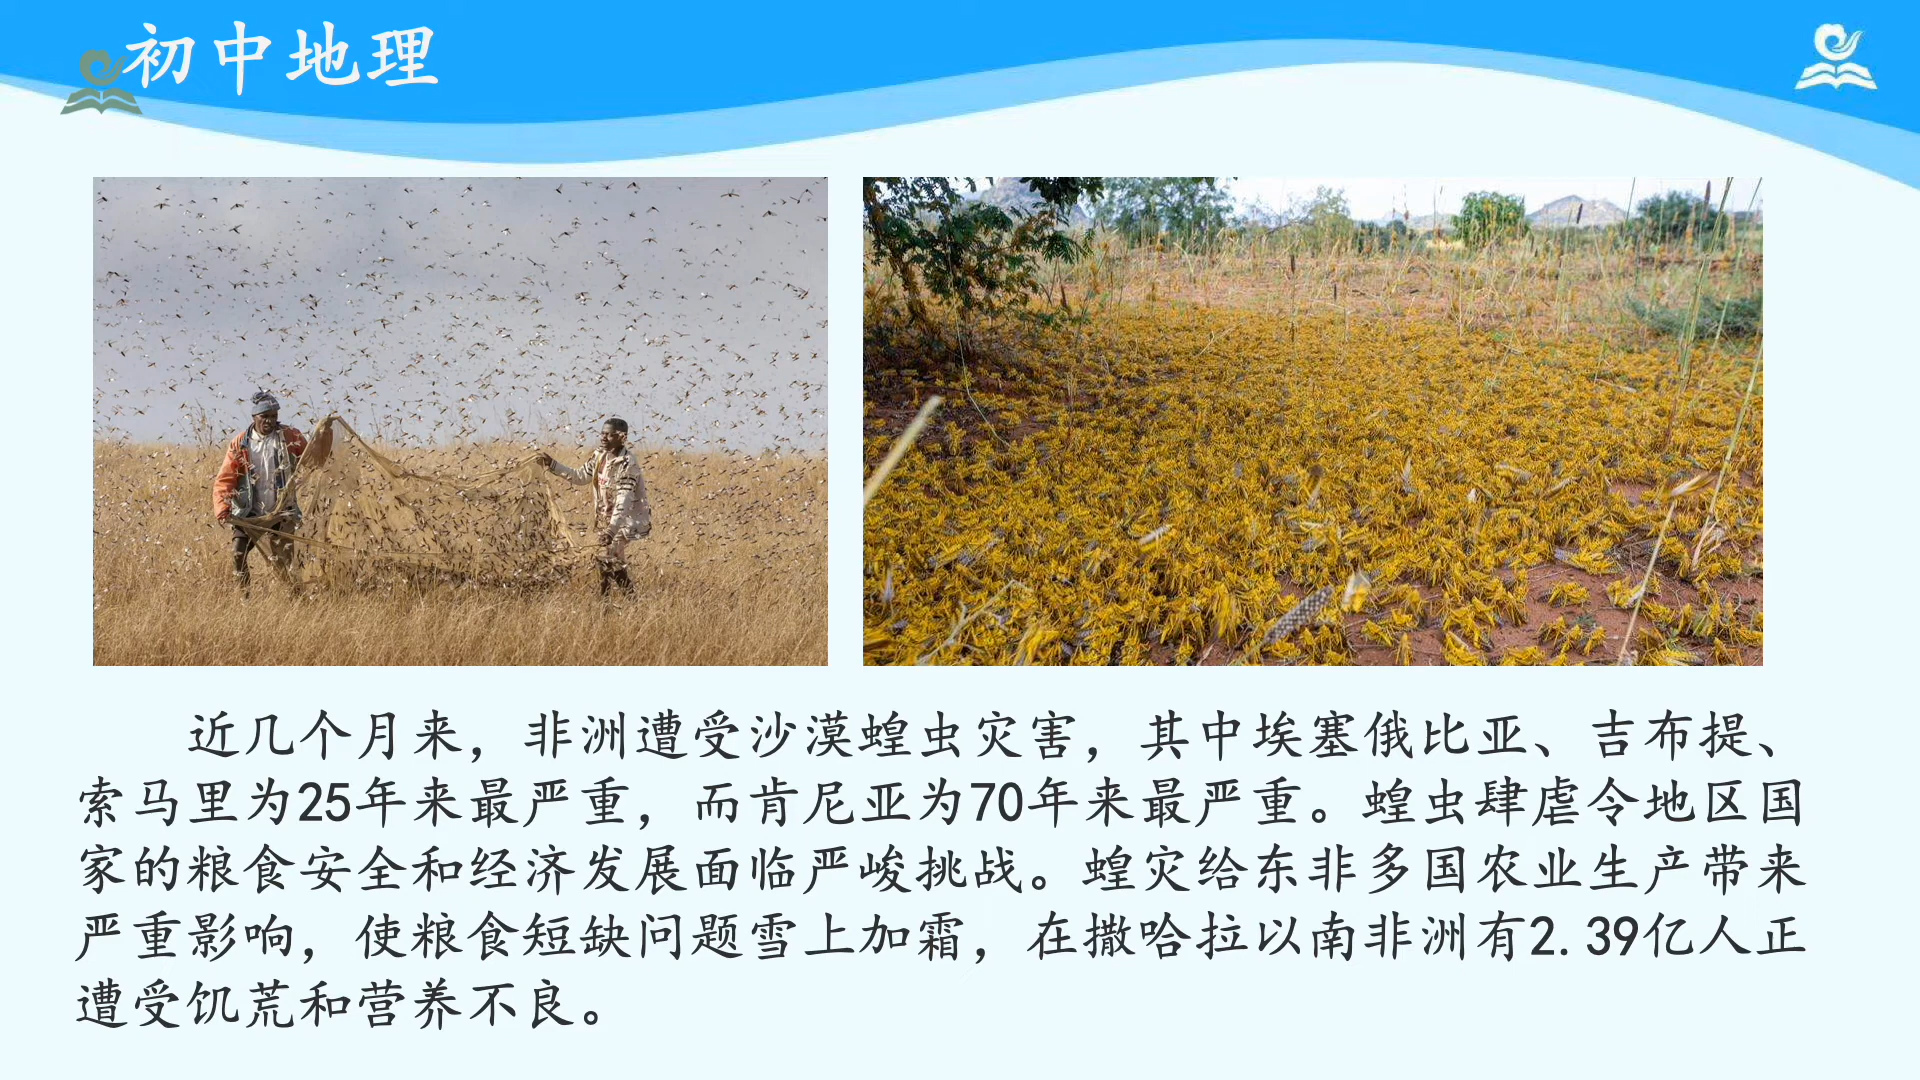 初中地理
近几个月来，非洲遭受沙漠蝗虫灾害，其中埃塞俄比亚、吉布提、
索马里为25年来最严重，而肯尼亚为70年来最严重。蝗虫肆虐令地区国
家的粮食安全和经济发展面临严峻挑战。蝗灾给东非多国农业生产带来
严重影响，使粮食短缺问题雪上加霜，在撒哈拉以南非洲有2.39亿人正
遭受饥荒和营养不良。